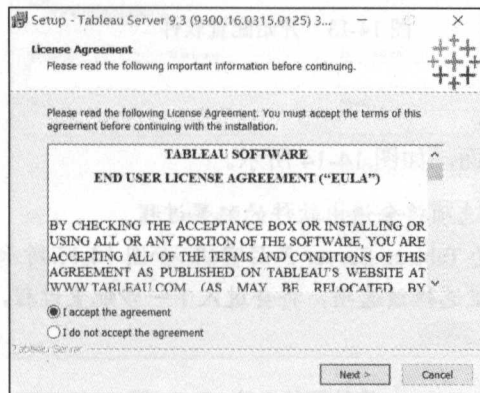 Setup - Tableau Server 9.3 (9300.16.0315.0125) 3...
License Agreement
Please read the following important information before continuing.
Please read the following License Agreement. You must accept the terms of this
agreement before continuing with the installation.
TABLEAU SOFTWARE
END USER LICENSE AGREEMENT ("EULA")
BY CHECKING THE ACCEPTANCE BOX OR INSTALLING OR
USING ALL OR ANY PORTION OF THE SOFTWARE, YOU ARE
ACCEPTING ALL OF THE TERMS AND CONDITIONS OF THIS
AGREEMENT AS PUBLISHED ON TABLEAU'S WEBSITE AT
WWW.TABLEAU.COM (AS MAY BE RELOCATED BY
I accept the agreement
I do not accept the agreement
Tableau Server
Next >
Cancel